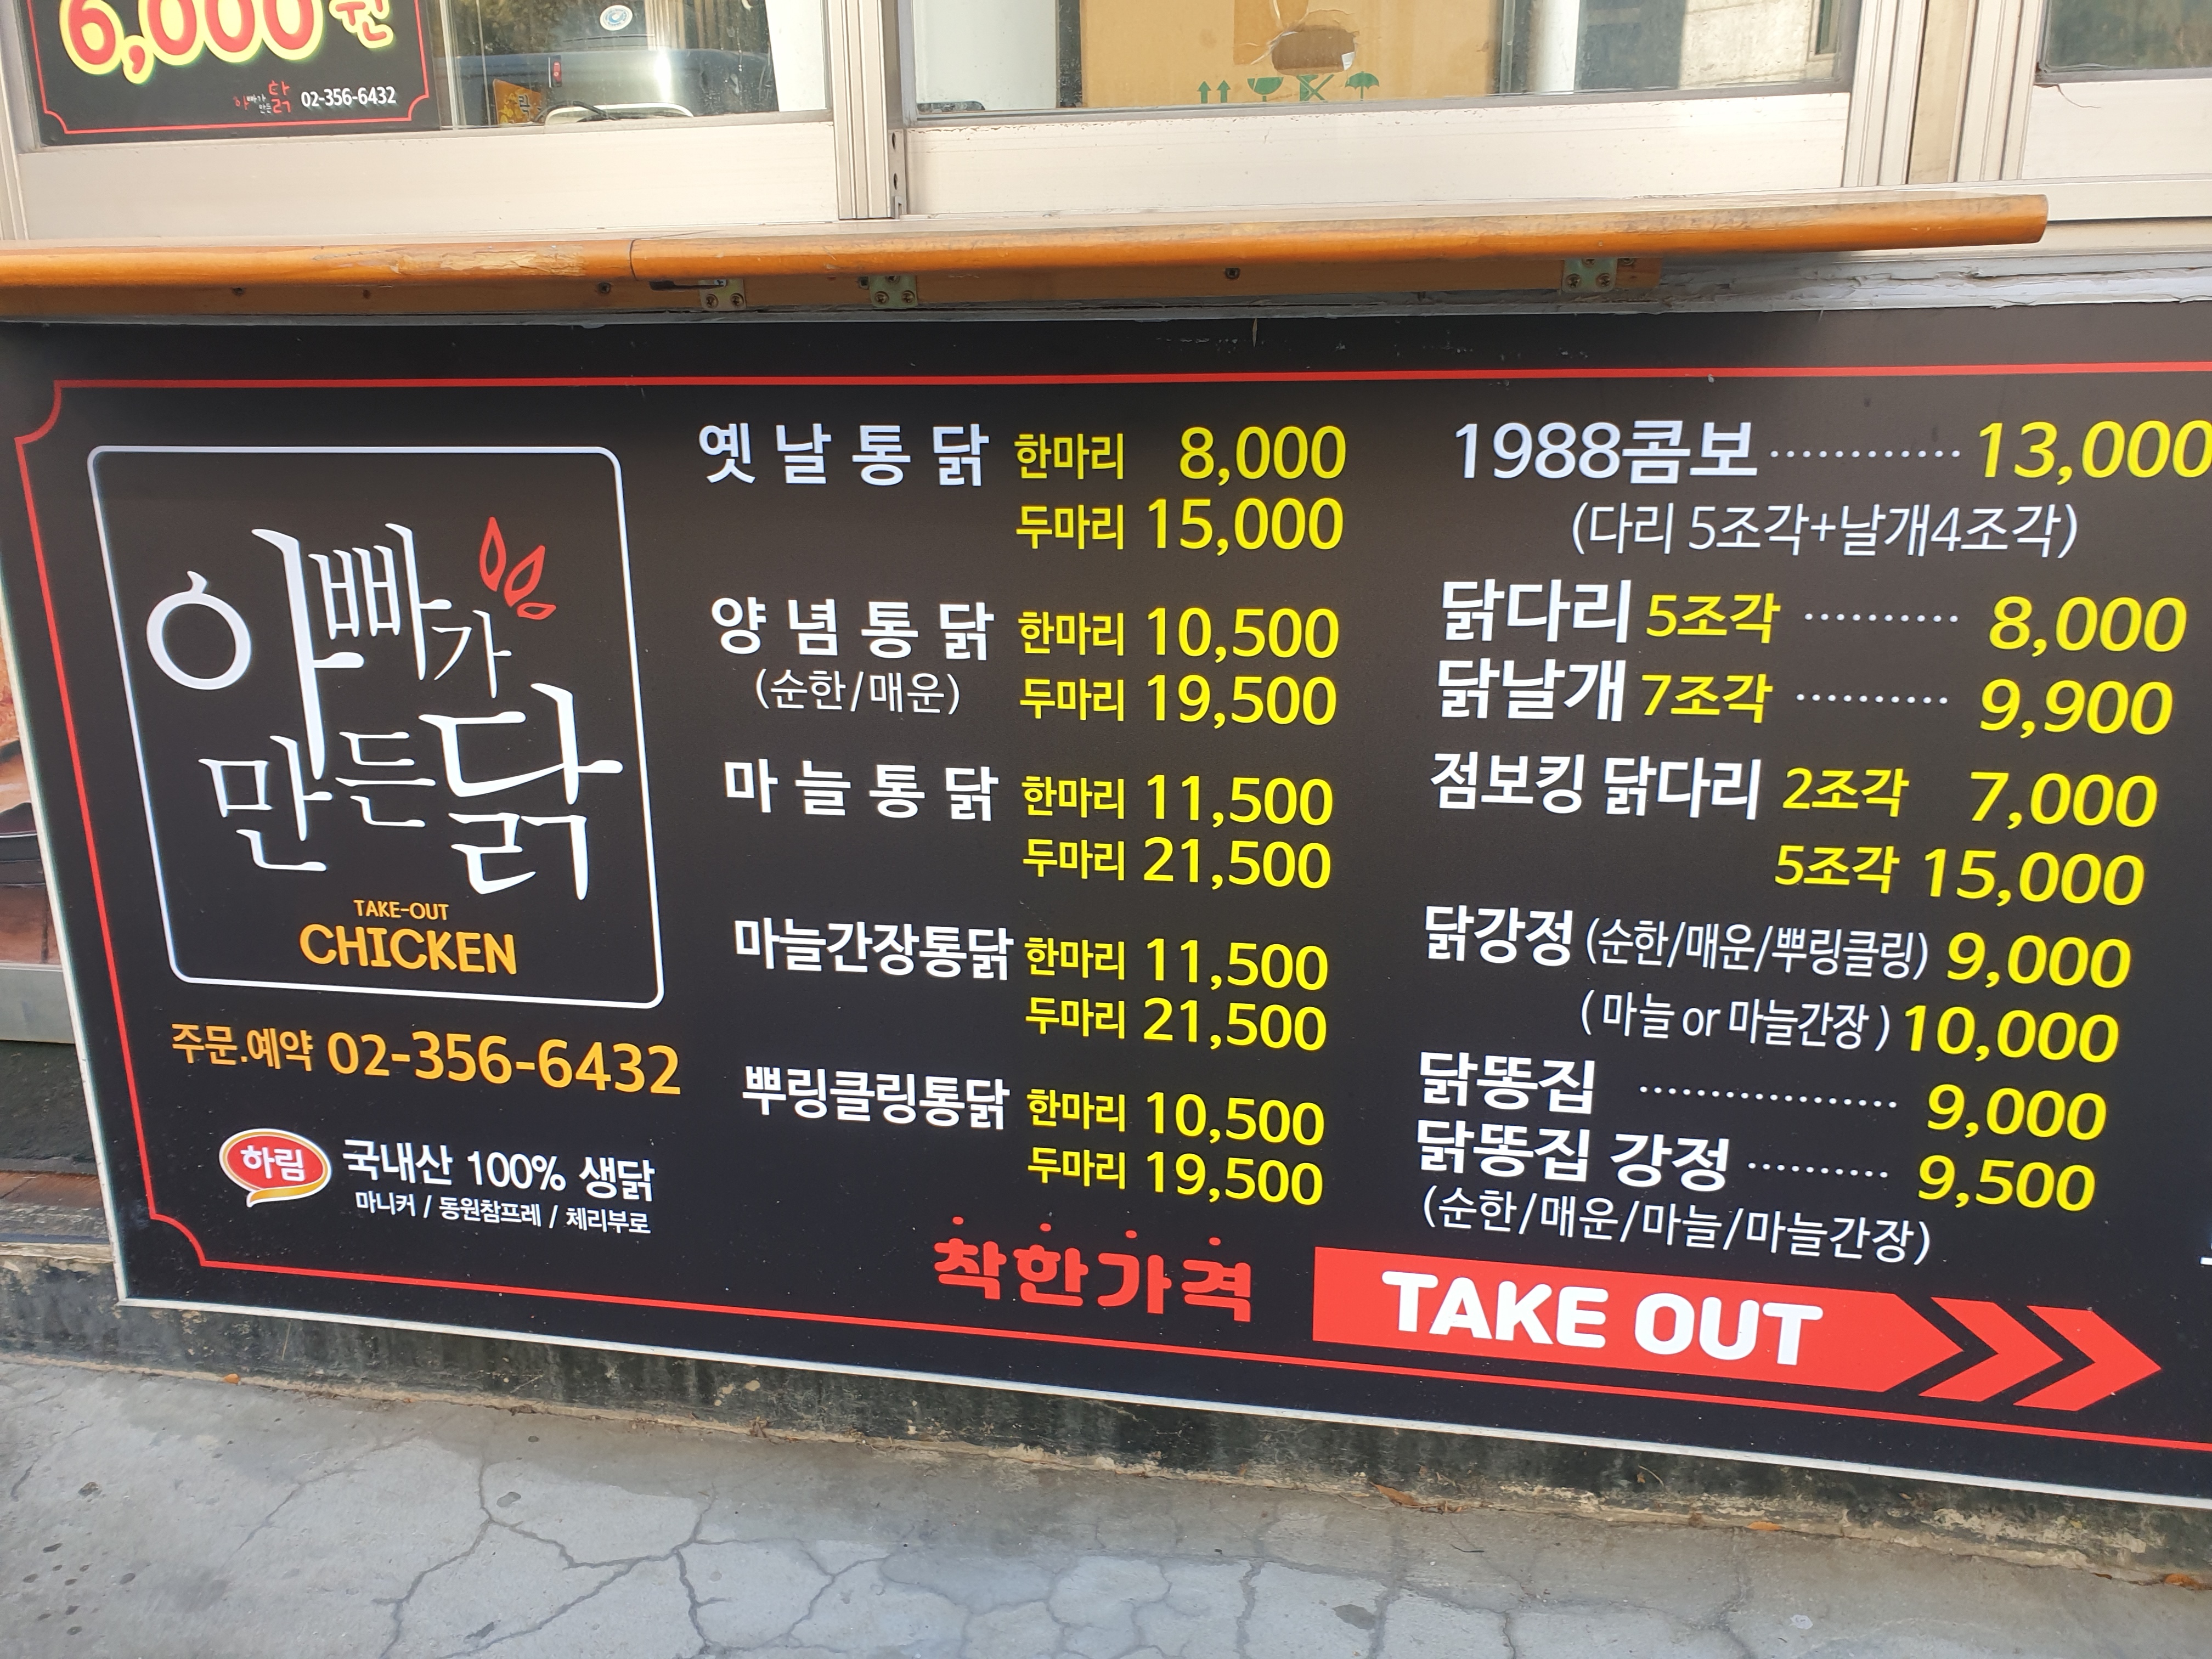 6,000원
아빠가 만든 닭 02-356-6432
아빠가
만든닭
TAKE-OUT
CHICKEN
주문.예약 02-356-6432
하림 국내산 100% 생닭
마니커 / 동원참프레 / 체리부로
옛날통닭 한마리 8,000
두마리 15,000
양념통닭 한마리 10,500
(순한/매운) 두마리 19,500
마늘통닭 한마리 11,500
두마리 21,500
마늘간장통닭 한마리 11,500
두마리 21,500
뿌링클링통닭 한마리 10,500
두마리 19,500
착한가격
1988콤보 ············ 13,000
(다리 5조각+날개4조각)
닭다리 5조각 ·········· 8,000
닭날개 7조각 ·········· 9,900
점보킹 닭다리 2조각 7,000
5조각 15,000
닭강정 (순한/매운/뿌링클링) 9,000
( 마늘 or 마늘간장 ) 10,000
닭똥집 ················· 9,000
닭똥집 강정 ·········· 9,500
(순한/매운/마늘/마늘간장)
TAKE OUT